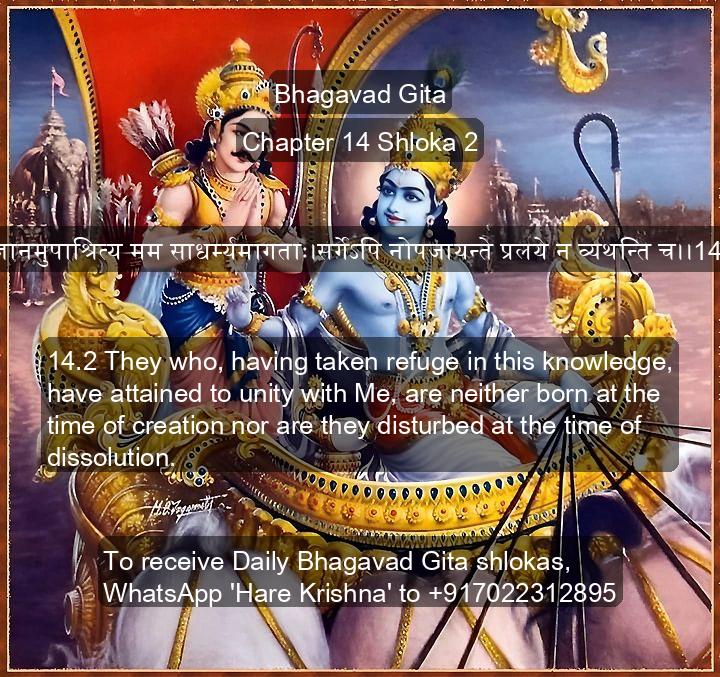 Bhagavad Gita
Chapter 14 Shloka 2
ज्ञानमुपाश्रित्य मम साधर्म्यमागताः।सर्गेऽपि नोपजायन्ते प्रलये न व्यथन्ति च।।14
14.2 They who, having taken refuge in this knowledge,
have attained to unity with Me, are neither born at the
time of creation nor are they disturbed at the time of
dissolution.
To receive Daily Bhagavad Gita shlokas,
WhatsApp 'Hare Krishna' to +917022312895